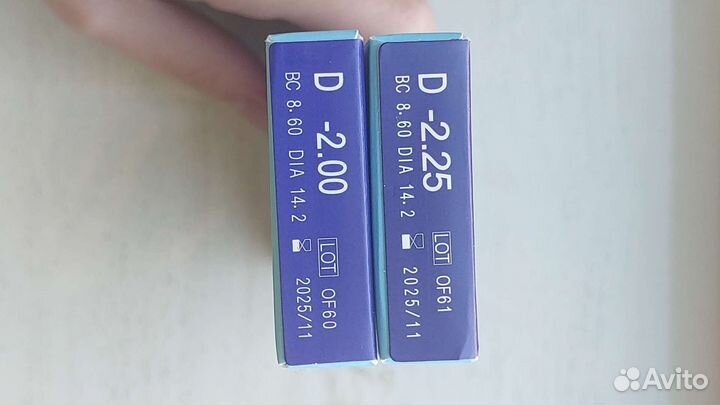 D -2.00
BC 8.60 DIA 14.2
LOT OF60
2025/11
D -2.25
BC 8.60 DIA 14.2
LOT OF61
2025/11
Avito